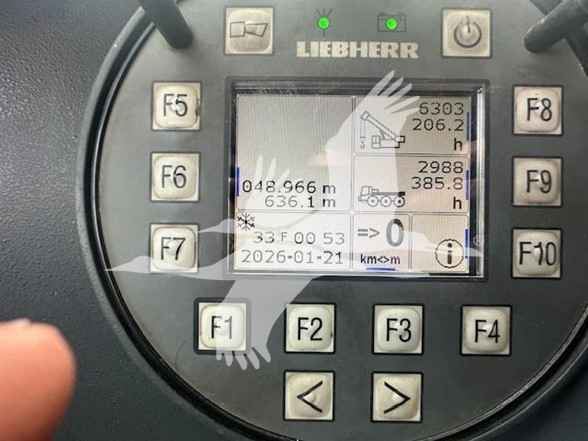 LIEBHERR
F5
F6
F7
F8
F9
F10
6303
206.2
h
2988
385.8
h
048.966 m
636.1 m
33 F 00 53
2026-01-21
=> 0
km<>m
i
F1
F2
F3
F4
<
>